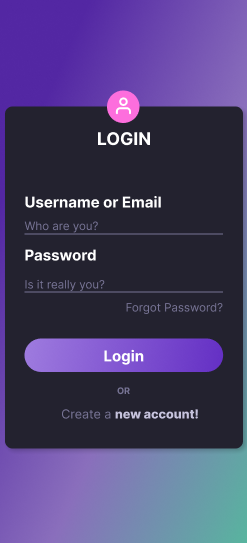 LOGIN
Username or Email
Who are you?
Password
Is it really you?
Forgot Password?
Login
OR
Create a new account!